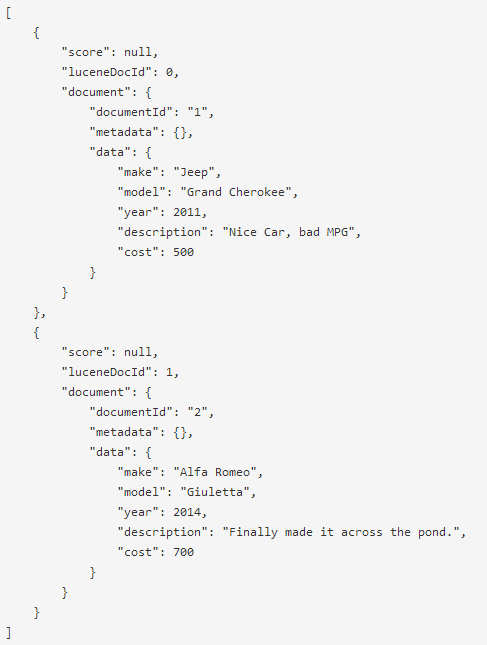 [
    {
        "score": null,
        "luceneDocId": 0,
        "document": {
            "documentId": "1",
            "metadata": {},
            "data": {
                "make": "Jeep",
                "model": "Grand Cherokee",
                "year": 2011,
                "description": "Nice Car, bad MPG",
                "cost": 500
            }
        }
    },
    {
        "score": null,
        "luceneDocId": 1,
        "document": {
            "documentId": "2",
            "metadata": {},
            "data": {
                "make": "Alfa Romeo",
                "model": "Giuletta",
                "year": 2014,
                "description": "Finally made it across the pond.",
                "cost": 700
            }
        }
    }
]